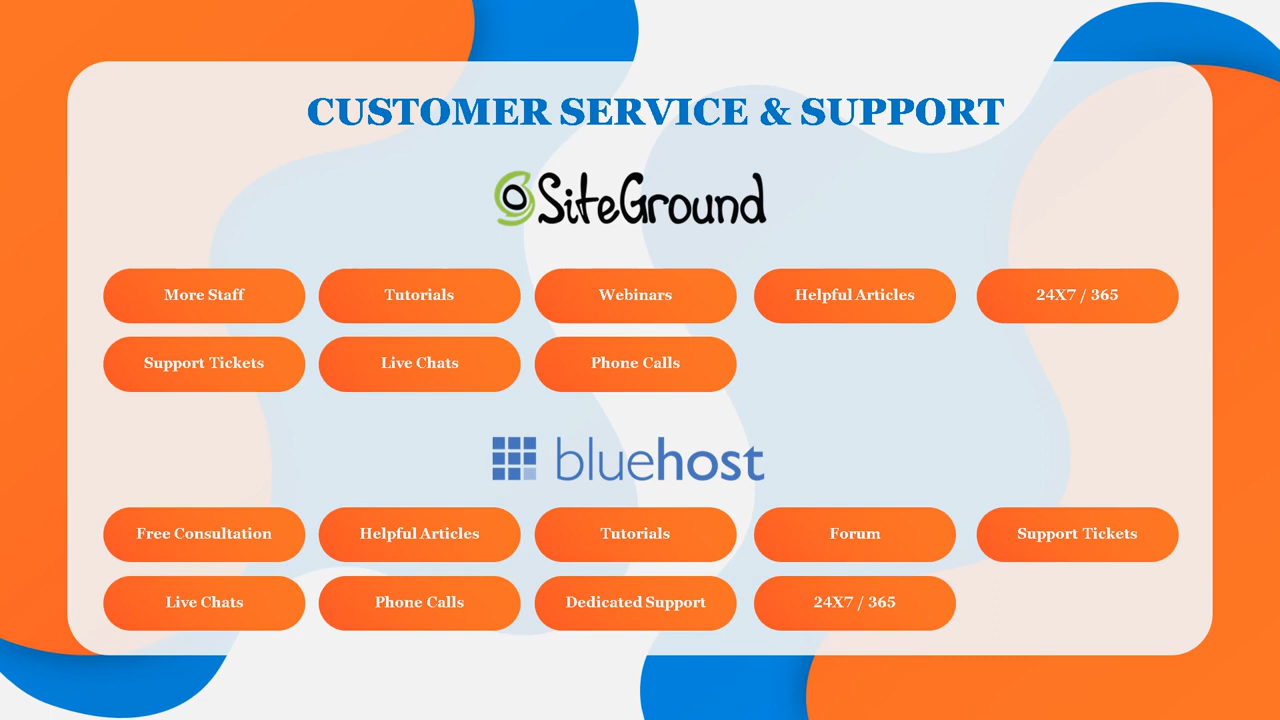 CUSTOMER SERVICE & SUPPORT
SiteGround
More Staff
Tutorials
Webinars
Helpful Articles
24X7 / 365
Support Tickets
Live Chats
Phone Calls
bluehost
Free Consultation
Helpful Articles
Tutorials
Forum
Support Tickets
Live Chats
Phone Calls
Dedicated Support
24X7 / 365